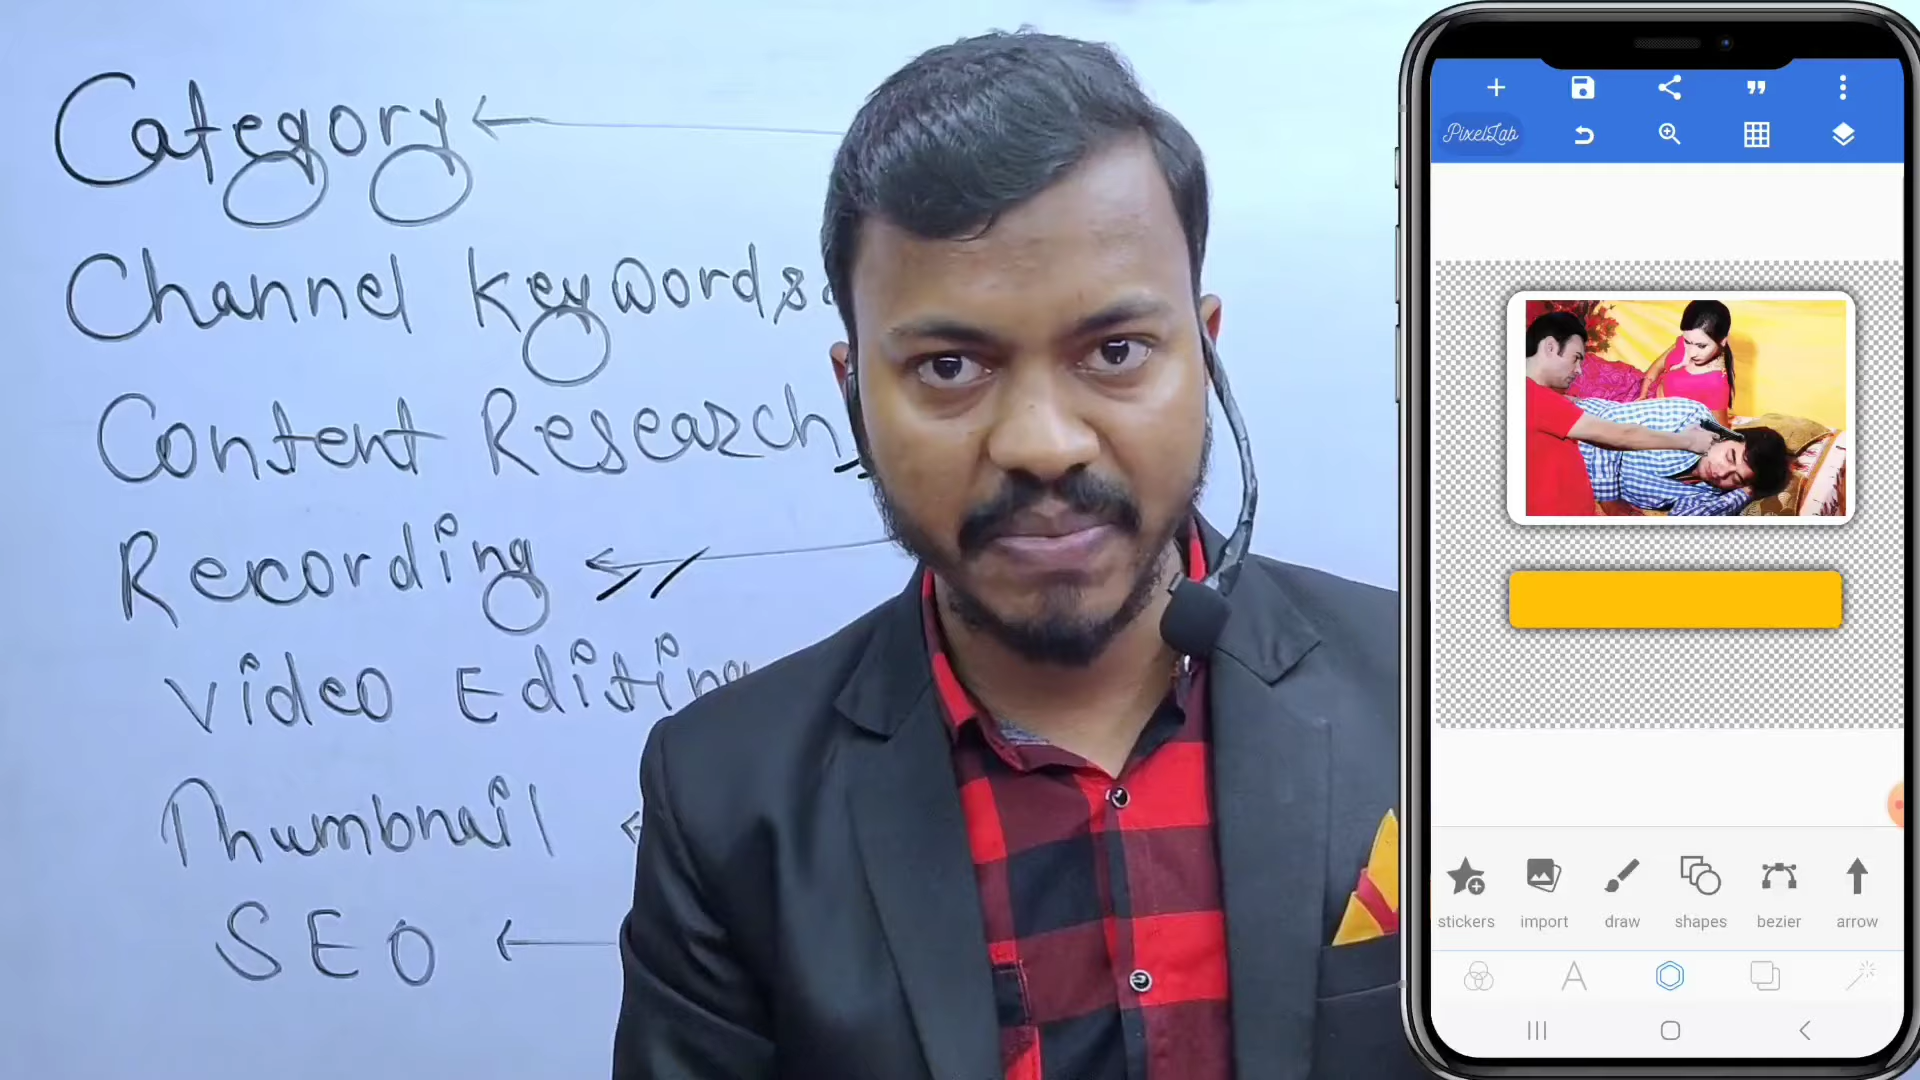 Category
Channel Keywords
Content Research
Recording
Video Editing
Thumbnail
SEO
PixelLab
stickers import draw shapes bezier arrow